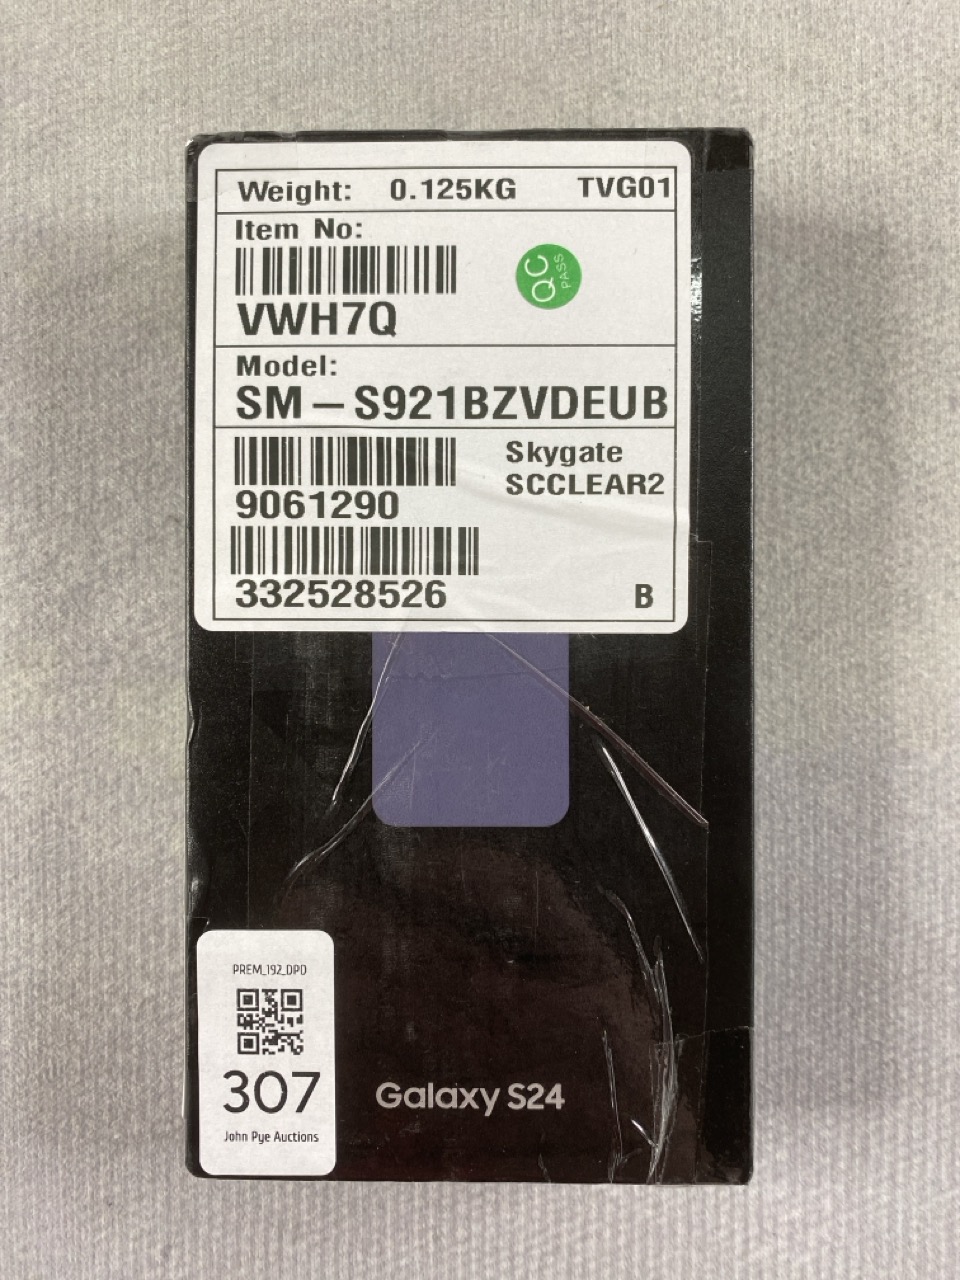 Weight: 0.125KG TVG01
Item No:
QC
PASS
VWH7Q
Model:
SM – S921BZVDEUB
Skygate
SCCLEAR2
9061290
332528526 B
PREM_192_DPD
307
John Pye Auctions
Galaxy S24